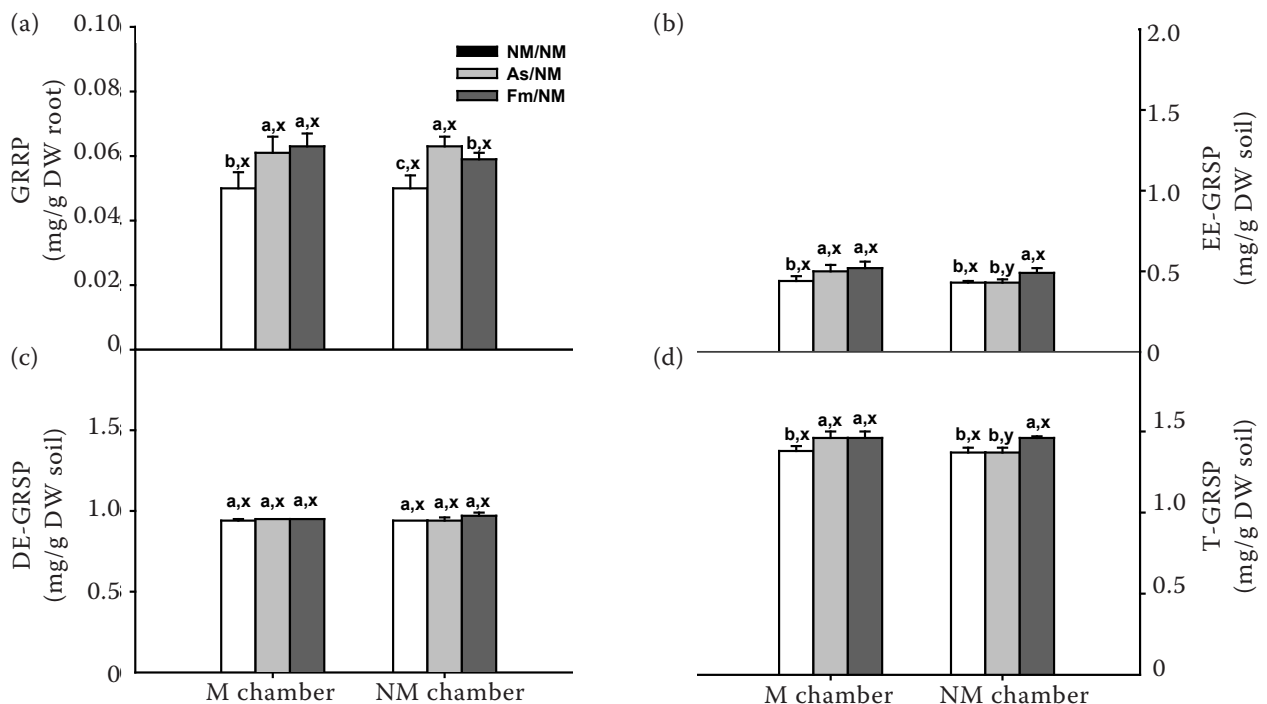 (a)
0.10
0.08
0.06
0.04
0.02
0
GRRP
(mg/g DW root)
NM/NM
As/NM
Fm/NM
b,x
a,x
a,x
c,x
a,x
b,x
(b)
2.0
1.5
1.0
0.5
0
EE-GRSP
(mg/g DW soil)
b,x
a,x
a,x
b,x
b,y
a,x
(c)
1.5
1.0
0.5
0
DE-GRSP
(mg/g DW soil)
a,x
a,x
a,x
a,x
a,x
a,x
M chamber
NM chamber
(d)
1.5
1.0
0.5
0
T-GRSP
(mg/g DW soil)
b,x
a,x
a,x
b,x
b,y
a,x
M chamber
NM chamber